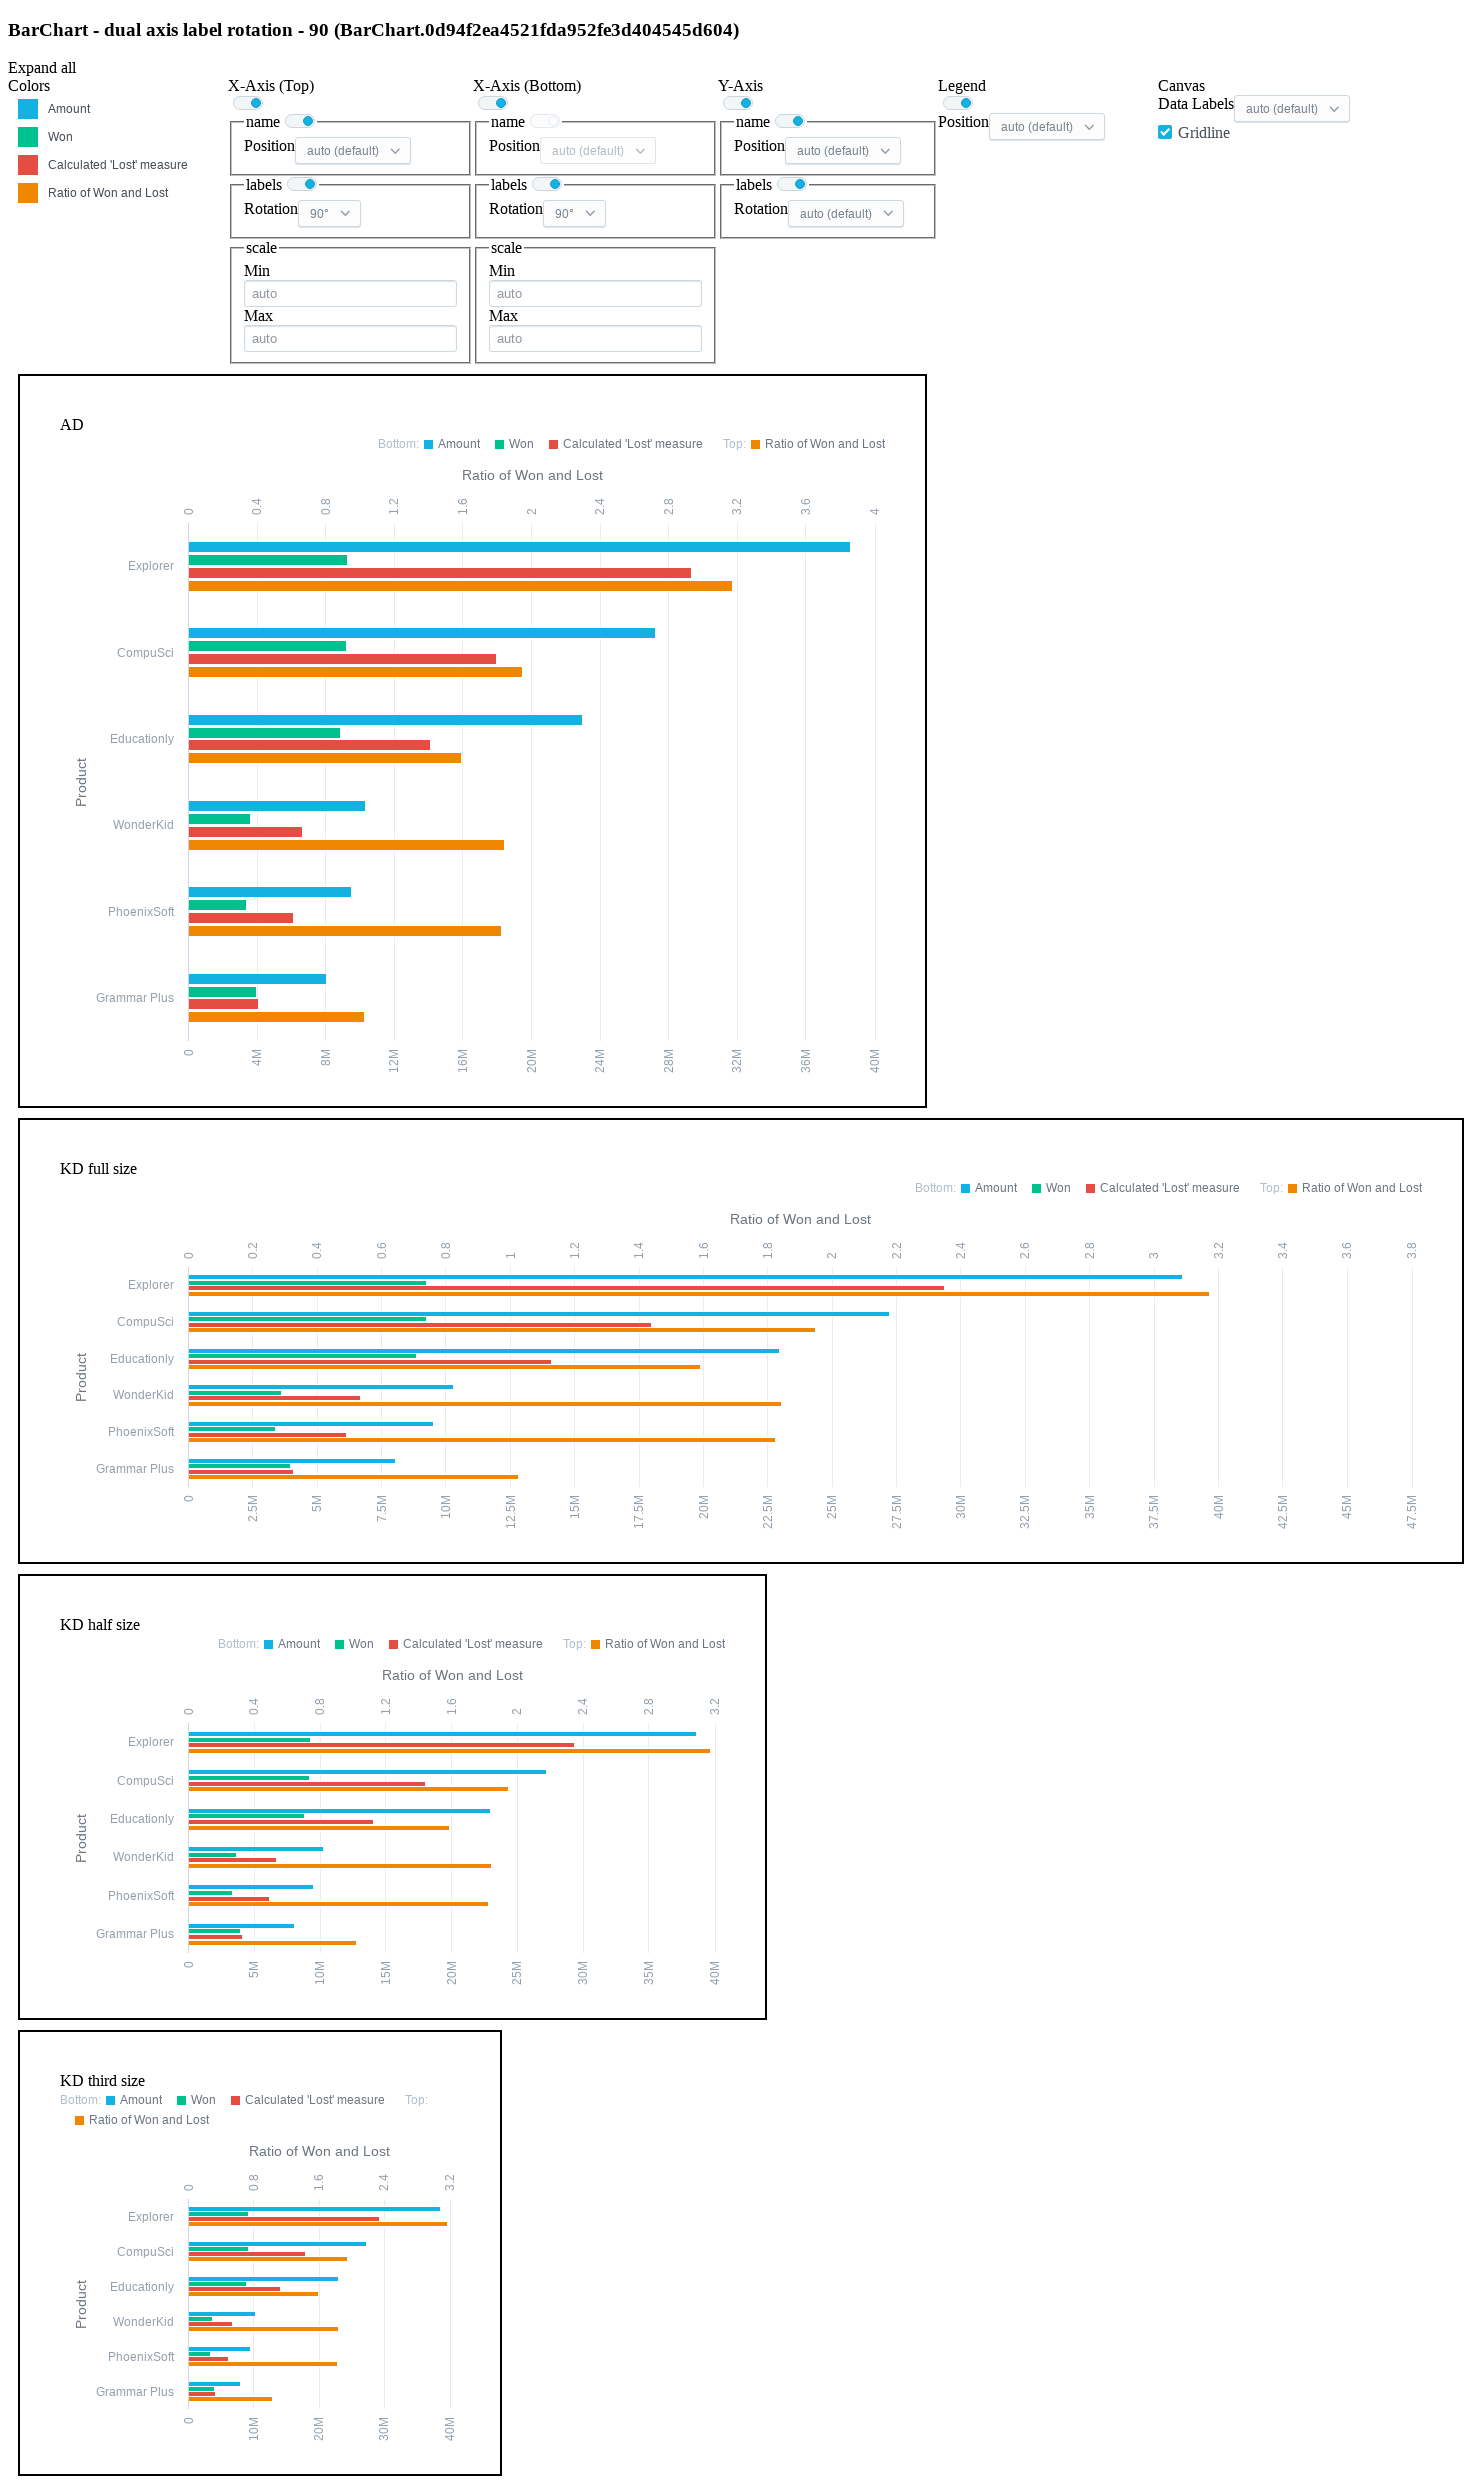 BarChart - dual axis label rotation - 90 (BarChart.0d94f2ea4521fda952fe3d404545d604)
Expand all
Colors
Amount
Won
Calculated 'Lost' measure
Ratio of Won and Lost
X-Axis (Top)
name
Position auto (default)
labels
Rotation 90°
scale
Min
auto
Max
auto
X-Axis (Bottom)
name
Position auto (default)
labels
Rotation 90°
scale
Min
auto
Max
auto
Y-Axis
name
Position auto (default)
labels
Rotation auto (default)
Legend
Position auto (default)
Canvas
Data Labels auto (default)
Gridline
AD
Bottom: Amount Won Calculated 'Lost' measure Top: Ratio of Won and Lost
Ratio of Won and Lost
0 0.4 0.8 1.2 1.6 2 2.4 2.8 3.2 3.6 4
Explorer
CompuSci
Educationly
Product
WonderKid
PhoenixSoft
Grammar Plus
0 4M 8M 12M 16M 20M 24M 28M 32M 36M 40M
KD full size
Bottom: Amount Won Calculated 'Lost' measure Top: Ratio of Won and Lost
Ratio of Won and Lost
0 0.2 0.4 0.6 0.8 1 1.2 1.4 1.6 1.8 2 2.2 2.4 2.6 2.8 3 3.2 3.4 3.6 3.8
Explorer
CompuSci
Educationly
Product
WonderKid
PhoenixSoft
Grammar Plus
0 2.5M 5M 7.5M 10M 12.5M 15M 17.5M 20M 22.5M 25M 27.5M 30M 32.5M 35M 37.5M 40M 42.5M 45M 47.5M
KD half size
Bottom: Amount Won Calculated 'Lost' measure Top: Ratio of Won and Lost
Ratio of Won and Lost
0 0.4 0.8 1.2 1.6 2 2.4 2.8 3.2
Explorer
CompuSci
Educationly
Product
WonderKid
PhoenixSoft
Grammar Plus
0 5M 10M 15M 20M 25M 30M 35M 40M
KD third size
Bottom: Amount Won Calculated 'Lost' measure Top:
Ratio of Won and Lost
Ratio of Won and Lost
0 0.8 1.6 2.4 3.2
Explorer
CompuSci
Educationly
Product
WonderKid
PhoenixSoft
Grammar Plus
0 10M 20M 30M 40M